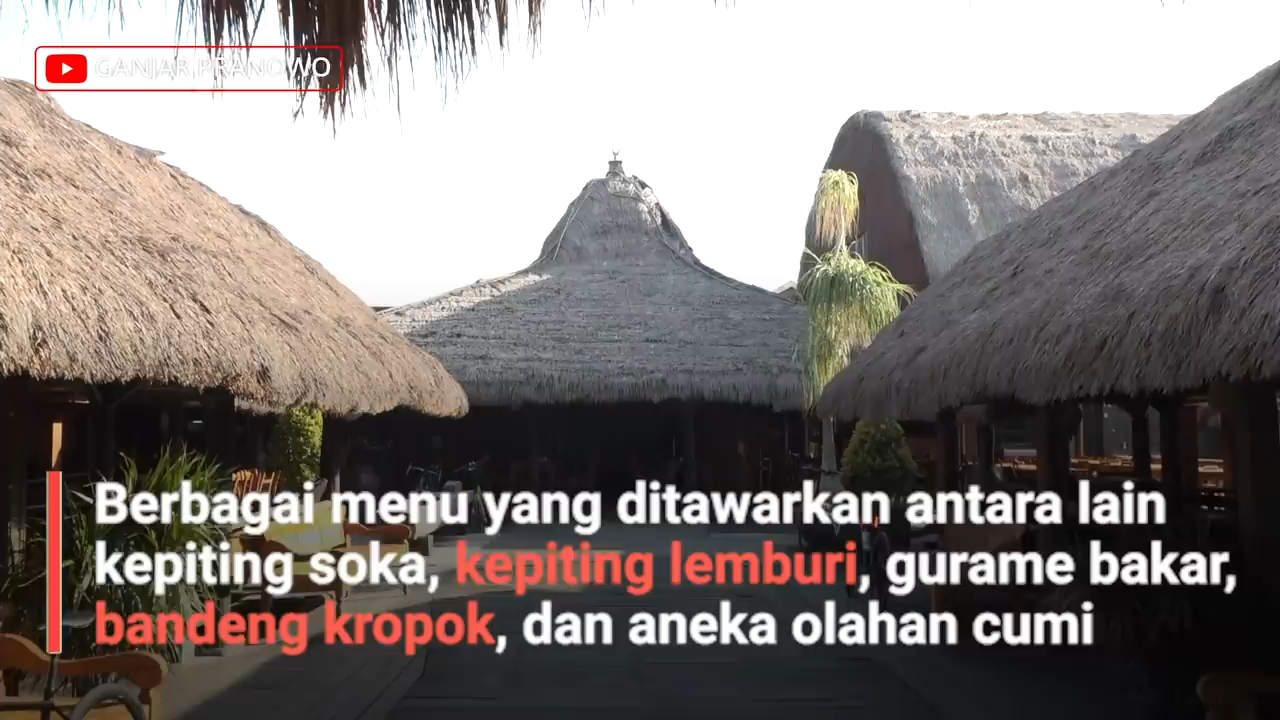 GANJAR PRANOWO
Berbagai menu yang ditawarkan antara lain
kepiting soka, kepiting lemburi, gurame bakar,
bandeng kropok, dan aneka olahan cumi